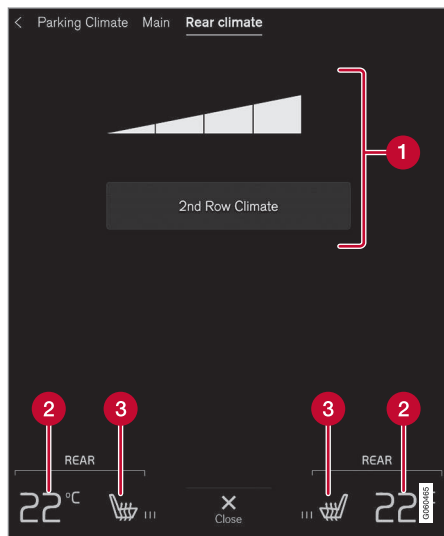 < Parking Climate Main Rear climate
1
2nd Row Climate
2 3 3 2
REAR REAR
22°C 22
Close
G060465